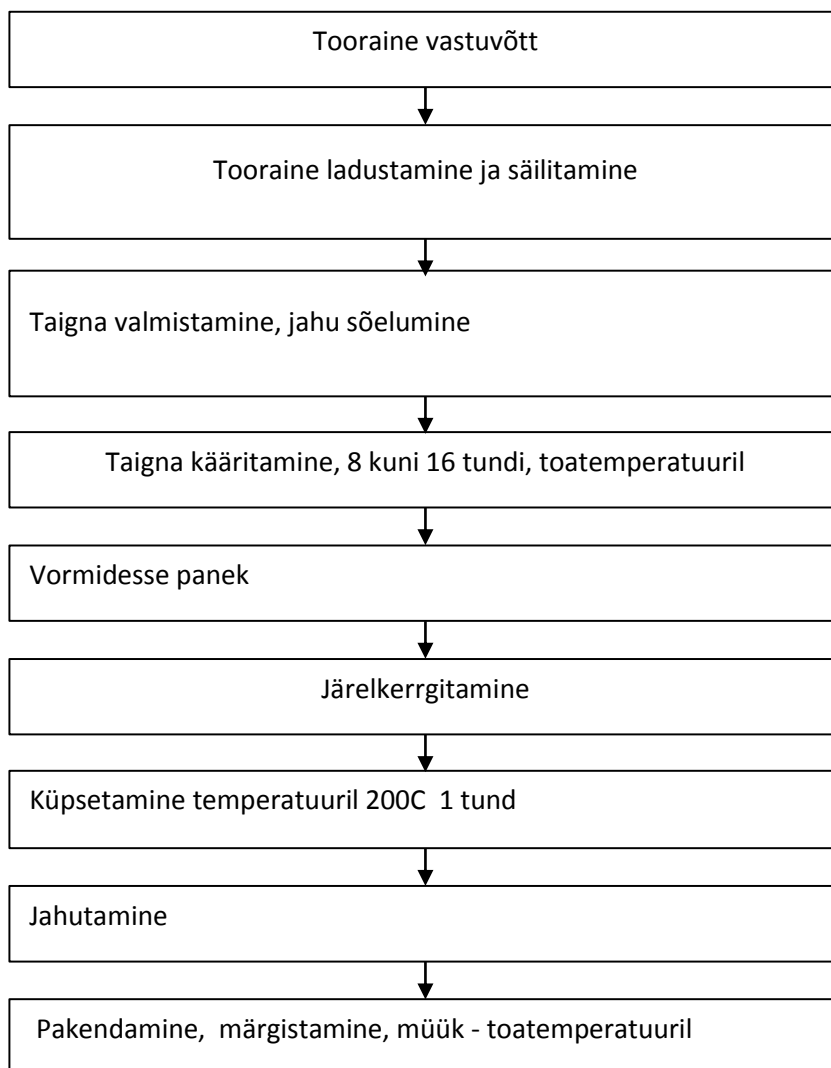 Tooraine vastuvõtt
Tooraine ladustamine ja säilitamine
Taigna valmistamine, jahu sõelumine
Taigna kääritamine, 8 kuni 16 tundi, toatemperatuuril
Vormidesse panek
Järelkerrgitamine
Küpsetamine temperatuuril 200C  1 tund
Jahutamine
Pakendamine,  märgistamine, müük - toatemperatuuril